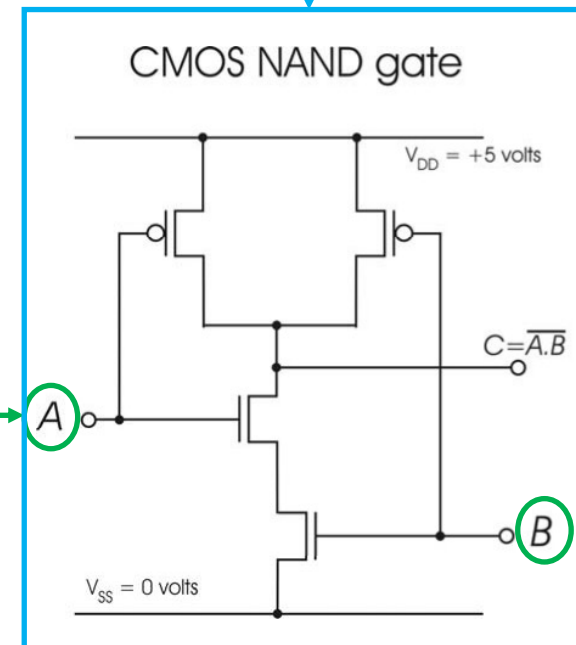 CMOS NAND gate
V_DD = +5 volts
C=A̅.̅B̅
A
B
V_SS = 0 volts